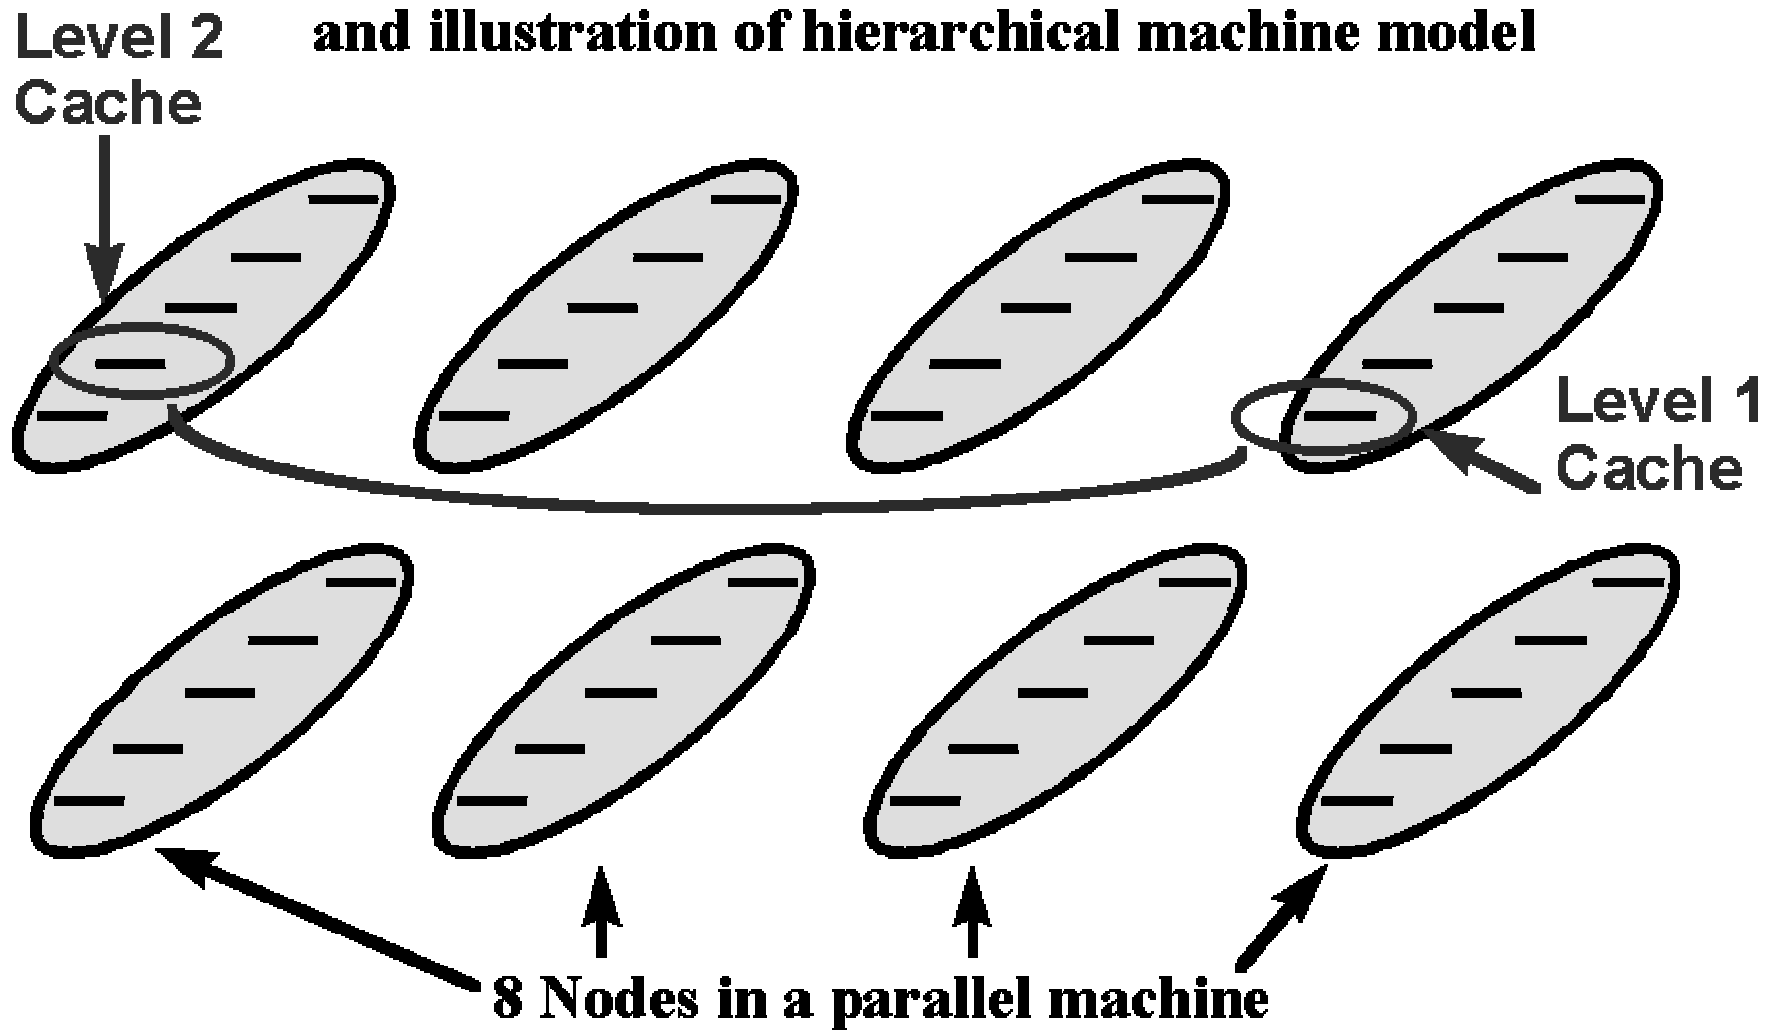 Level 2
Cache
and illustration of hierarchical machine model
Level 1
Cache
8 Nodes in a parallel machine